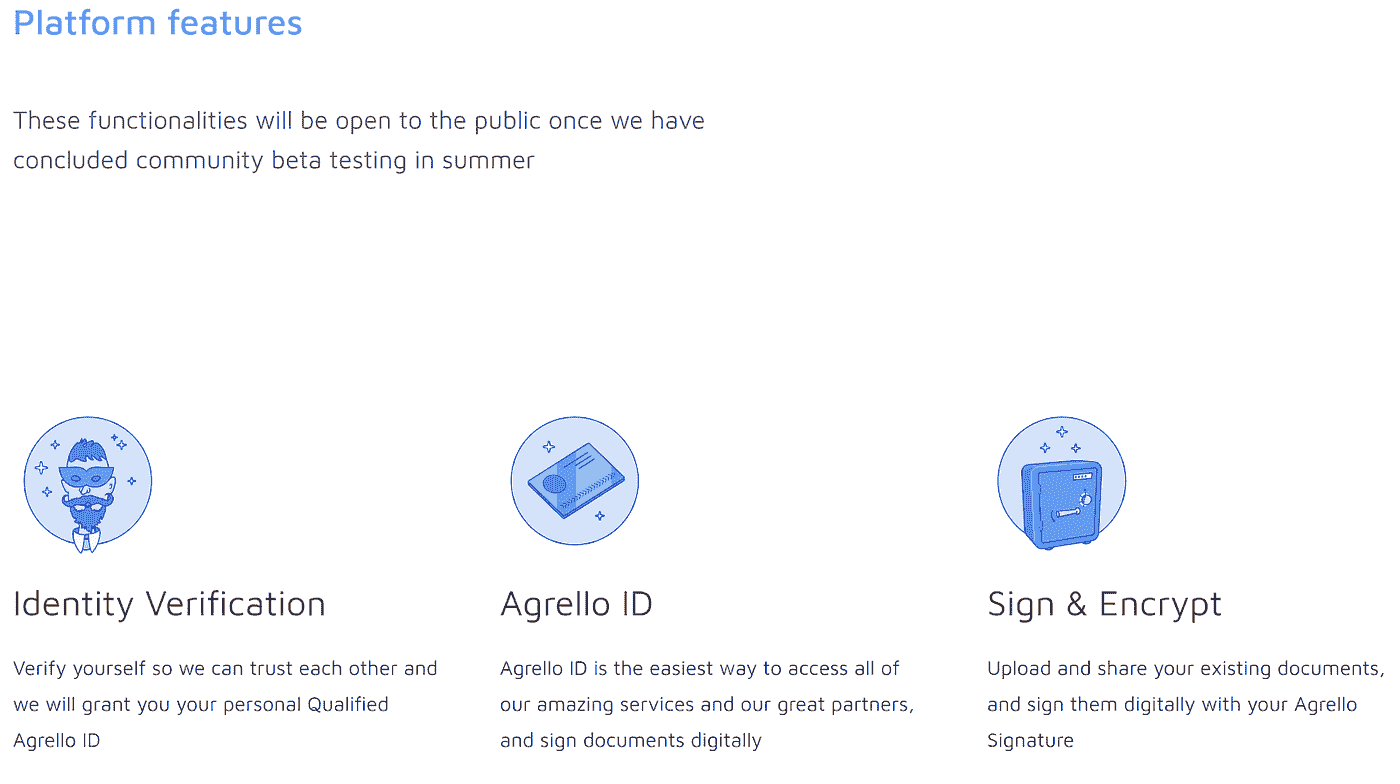 Platform features
These functionalities will be open to the public once we have
concluded community beta testing in summer
Identity Verification
Verify yourself so we can trust each other and
we will grant you your personal Qualified
Agrello ID
Agrello ID
Agrello ID is the easiest way to access all of
our amazing services and our great partners,
and sign documents digitally
Sign & Encrypt
Upload and share your existing documents,
and sign them digitally with your Agrello
Signature